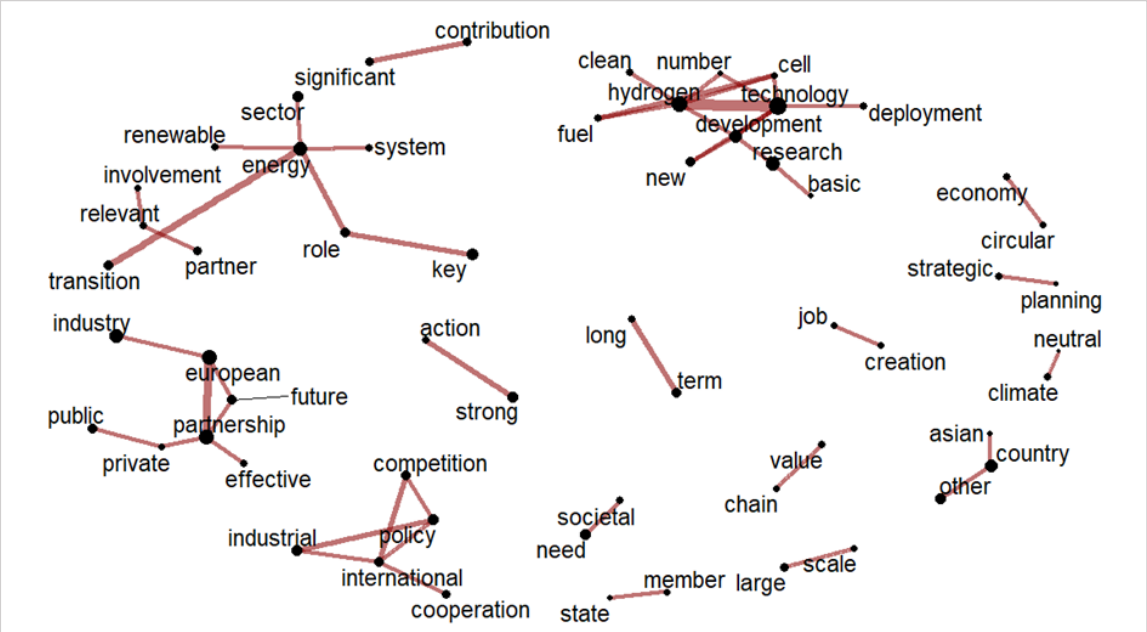 contribution
significant
sector
renewable
system
energy
involvement
relevant
role
partner
key
transition
clean
number
cell
hydrogen
technology
deployment
fuel
development
research
new
basic
economy
circular
strategic
planning
industry
european
future
public
partnership
private
effective
action
strong
long
term
job
creation
neutral
climate
asian
country
other
competition
industrial
policy
international
cooperation
value
chain
societal
need
member
state
large
scale